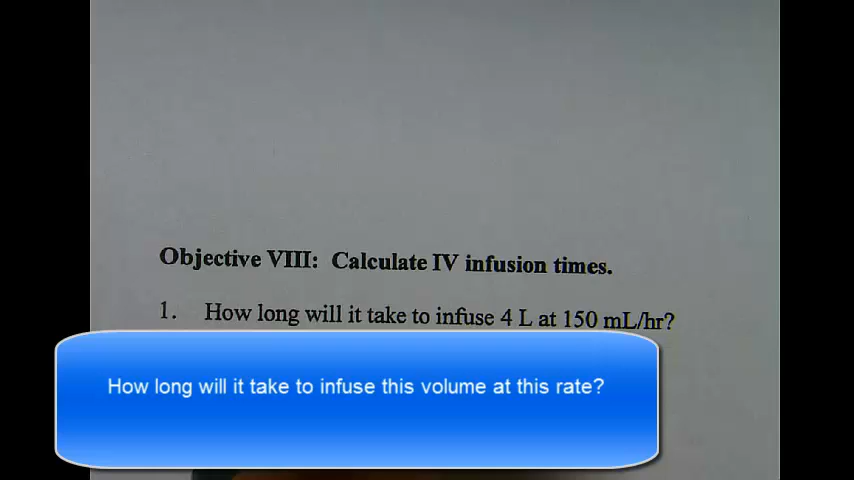 Objective VIII: Calculate IV infusion times.
1. How long will it take to infuse 4 L at 150 mL/hr?
How long will it take to infuse this volume at this rate?